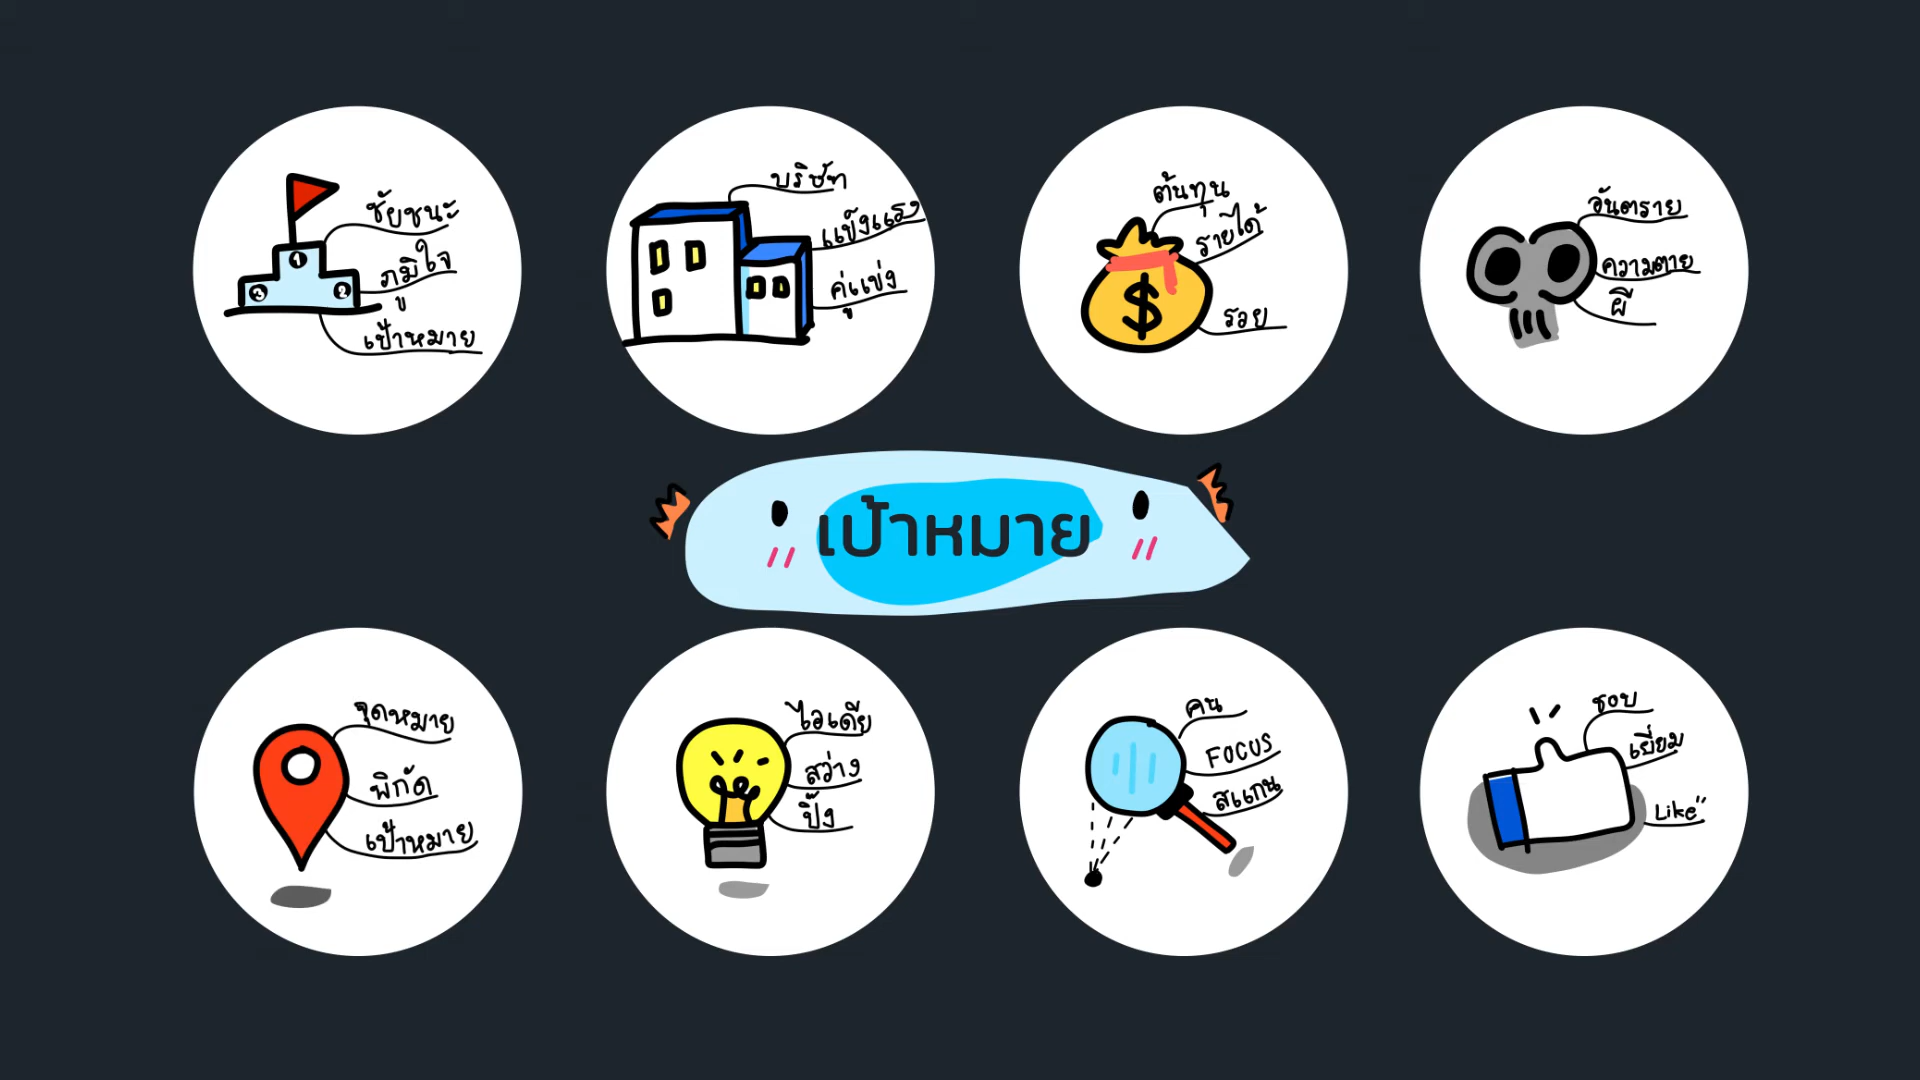 ชัยชนะ
ภูมิใจ
เป้าหมาย
1
2
3
บริษัท
แข็งแรง
คู่แข่ง
ต้นทุน
รายได้
รวย
$
อันตราย
ความตาย
ผี
เป้าหมาย
จุดหมาย
พิกัด
เป้าหมาย
ไอเดีย
สว่าง
ปิ๊ง
คน
FOCUS
สแกน
ชอบ
เยี่ยม
Like"